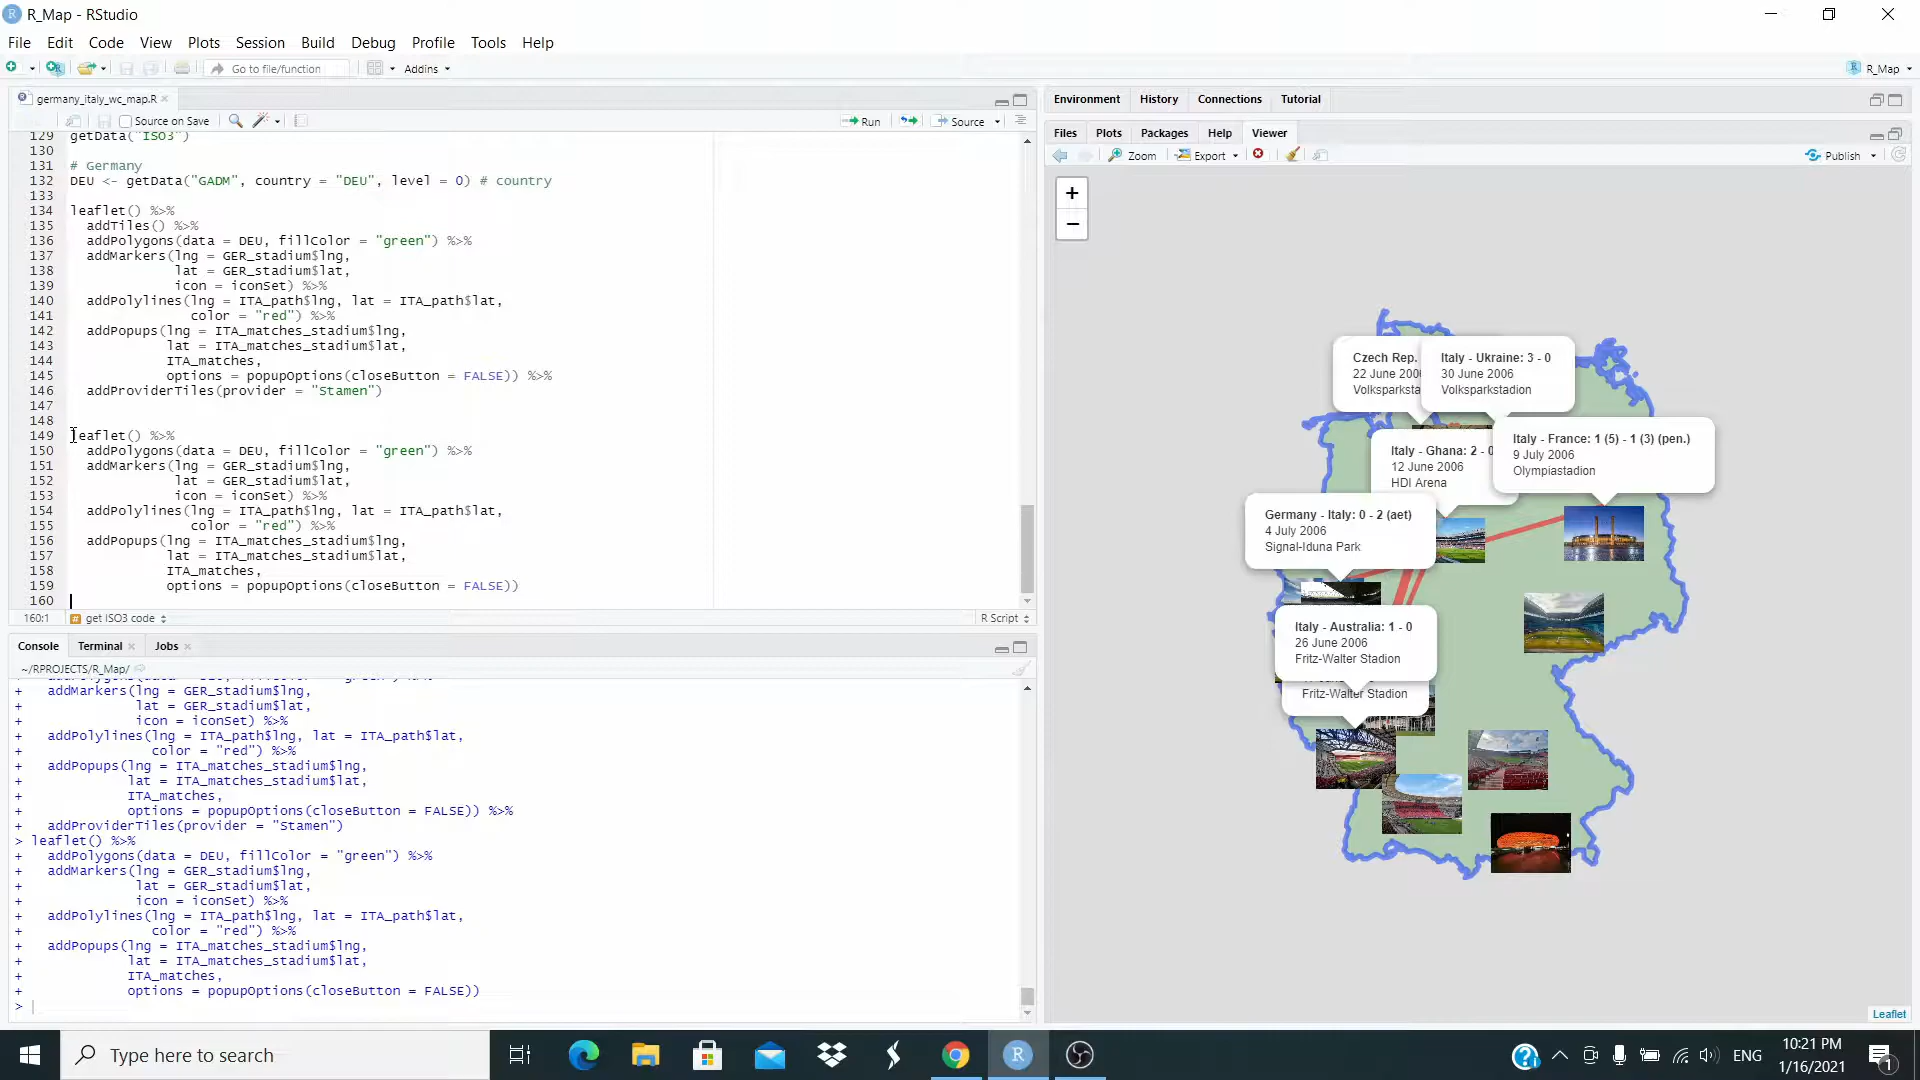 R_Map - RStudio
File Edit Code View Plots Session Build Debug Profile Tools Help
Go to file/function Addins R_Map
germany_italy_wc_map.R
Source on Save Run Source
129 getData("ISO3")
130
131 # Germany
132 DEU <- getData("GADM", country = "DEU", level = 0) # country
133
134 leaflet() %>%
135 addTiles() %>%
136 addPolygons(data = DEU, fillColor = "green") %>%
137 addMarkers(lng = GER_stadium$lng,
138 lat = GER_stadium$lat,
139 icon = iconSet) %>%
140 addPolylines(lng = ITA_path$lng, lat = ITA_path$lat,
141 color = "red") %>%
142 addPopups(lng = ITA_matches_stadium$lng,
143 lat = ITA_matches_stadium$lat,
144 ITA_matches,
145 options = popupOptions(closeButton = FALSE)) %>%
146 addProviderTiles(provider = "Stamen")
147
148
149 leaflet() %>%
150 addPolygons(data = DEU, fillColor = "green") %>%
151 addMarkers(lng = GER_stadium$lng,
152 lat = GER_stadium$lat,
153 icon = iconSet) %>%
154 addPolylines(lng = ITA_path$lng, lat = ITA_path$lat,
155 color = "red") %>%
156 addPopups(lng = ITA_matches_stadium$lng,
157 lat = ITA_matches_stadium$lat,
158 ITA_matches,
159 options = popupOptions(closeButton = FALSE))
160
160:1 get ISO3 code R Script
Console Terminal Jobs
~/RPROJECTS/R_Map/
+ addMarkers(lng = GER_stadium$lng,
+ lat = GER_stadium$lat,
+ icon = iconSet) %>%
+ addPolylines(lng = ITA_path$lng, lat = ITA_path$lat,
+ color = "red") %>%
+ addPopups(lng = ITA_matches_stadium$lng,
+ lat = ITA_matches_stadium$lat,
+ ITA_matches,
+ options = popupOptions(closeButton = FALSE)) %>%
+ addProviderTiles(provider = "Stamen")
> leaflet() %>%
+ addPolygons(data = DEU, fillColor = "green") %>%
+ addMarkers(lng = GER_stadium$lng,
+ lat = GER_stadium$lat,
+ icon = iconSet) %>%
+ addPolylines(lng = ITA_path$lng, lat = ITA_path$lat,
+ color = "red") %>%
+ addPopups(lng = ITA_matches_stadium$lng,
+ lat = ITA_matches_stadium$lat,
+ ITA_matches,
+ options = popupOptions(closeButton = FALSE))
>
Environment History Connections Tutorial
Files Plots Packages Help Viewer
Zoom Export Publish
+
−
Czech Rep.
22 June 200
Volksparksta
Italy - Ukraine: 3 - 0
30 June 2006
Volksparkstadion
Italy - Ghana: 2 - 0
12 June 2006
HDI Arena
Italy - France: 1 (5) - 1 (3) (pen.)
9 July 2006
Olympiastadion
Germany - Italy: 0 - 2 (aet)
4 July 2006
Signal-Iduna Park
Italy - Australia: 1 - 0
26 June 2006
Fritz-Walter Stadion
Fritz-Walter Stadion
Leaflet
Type here to search
ENG
10:21 PM
1/16/2021
1